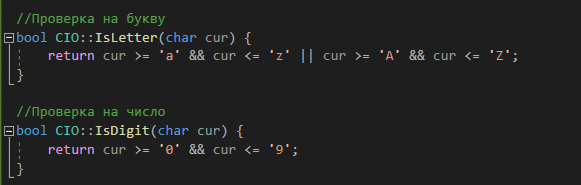 //Проверка на букву
bool CIO::IsLetter(char cur) {
return cur >= 'a' && cur <= 'z' || cur >= 'A' && cur <= 'Z';
}
//Проверка на число
bool CIO::IsDigit(char cur) {
return cur >= '0' && cur <= '9';
}